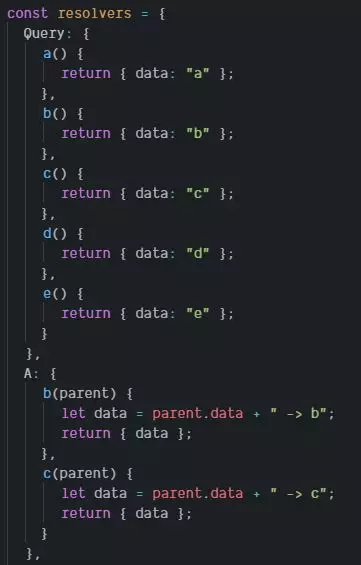 const resolvers = {
Query: {
a() {
return { data: "a" };
},
b() {
return { data: "b" };
},
c() {
return { data: "c" };
},
d() {
return { data: "d" };
},
e() {
return { data: "e" };
}
},
A: {
b(parent) {
let data = parent.data + " -> b";
return { data };
},
c(parent) {
let data = parent.data + " -> c";
return { data };
}
},